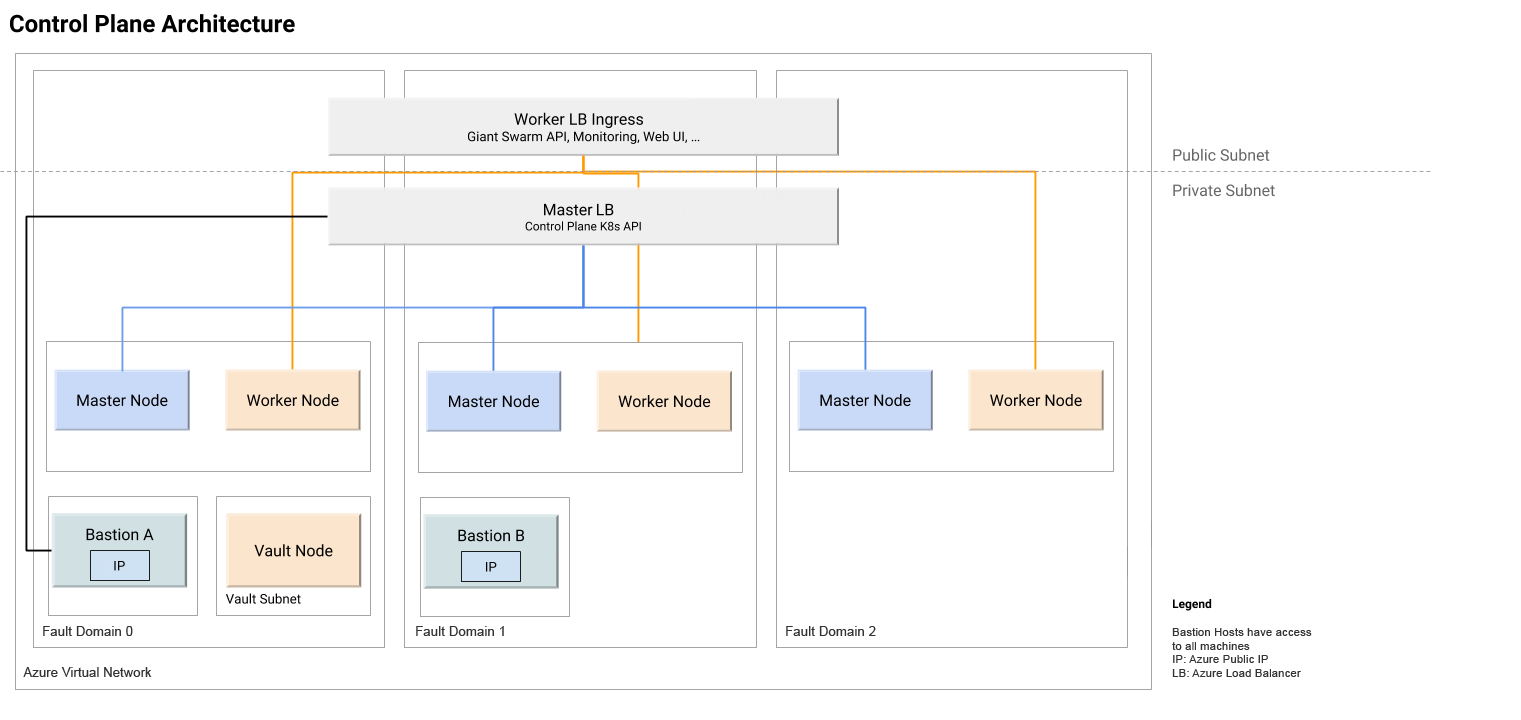 Control Plane Architecture
Worker LB Ingress
Giant Swarm API, Monitoring, Web UI, ...
Public Subnet
Private Subnet
Master LB
Control Plane K8s API
Master Node
Worker Node
Master Node
Worker Node
Master Node
Worker Node
Bastion A
IP
Vault Node
Vault Subnet
Bastion B
IP
Fault Domain 0
Fault Domain 1
Fault Domain 2
Azure Virtual Network
Legend
Bastion Hosts have access
to all machines
IP: Azure Public IP
LB: Azure Load Balancer